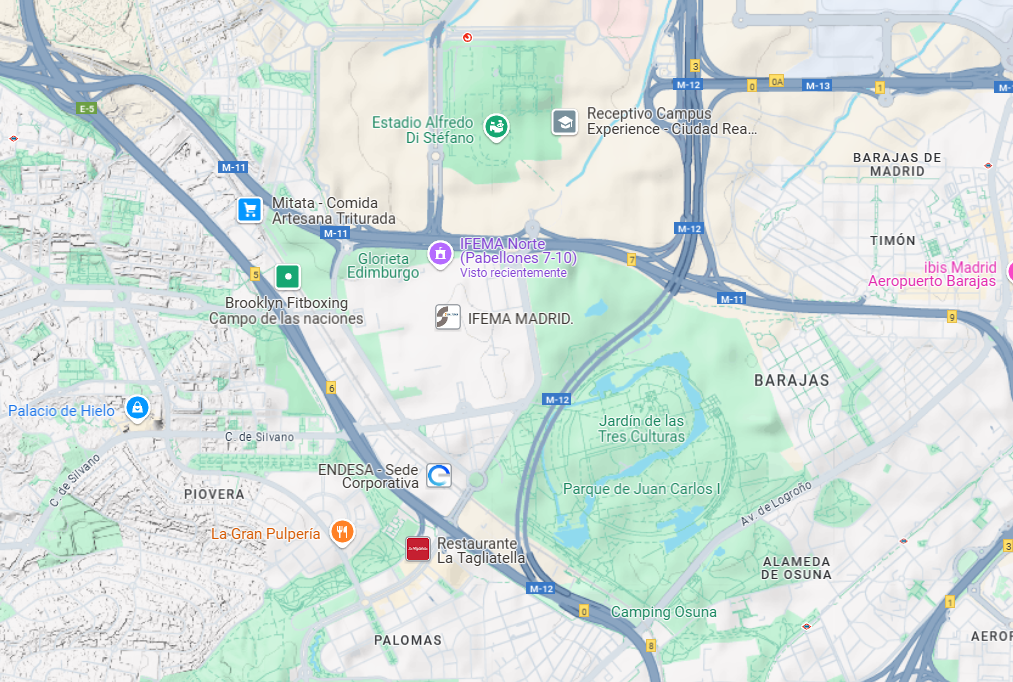 3
M-12
0
0A
M-13
1
M-
E-5
Estadio Alfredo
Di Stéfano
Receptivo Campus
Experience - Ciudad Rea...
BARAJAS DE
MADRID
M-11
Mitata - Comida
Artesana Triturada
M-11
M-12
IFEMA Norte
(Pabellones 7-10)
Visto recientemente
Glorieta
Edimburgo
7
TIMÓN
ibis Madrid
Aeropuerto Barajas
5
Brooklyn Fitboxing
Campo de las naciones
IFEMA MADRID.
M-11
9
6
M-12
BARAJAS
Palacio de Hielo
C. de Silvano
Jardín de las
Tres Culturas
C. de Silvano
ENDESA - Sede
Corporativa
PIOVERA
Parque de Juan Carlos I
Av. de Logroño
La Gran Pulpería
Restaurante
La Tagliatella
3
ALAMEDA
DE OSUNA
M-12
0
Camping Osuna
1
PALOMAS
8
AEROP